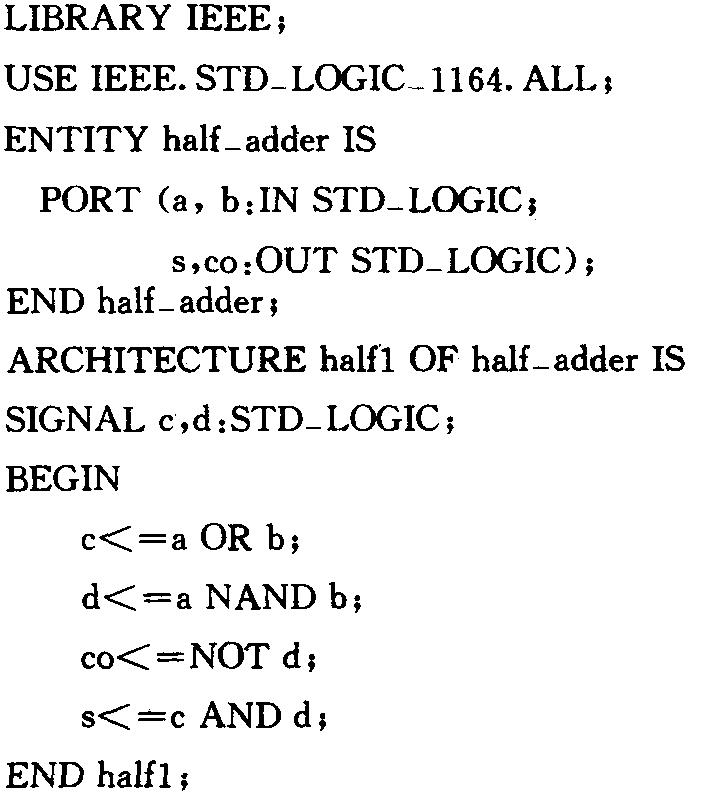 LIBRARY IEEE;
USE IEEE. STD_LOGIC_1164. ALL;
ENTITY half_adder IS
PORT (a, b:IN STD_LOGIC;
s,co:OUT STD_LOGIC);
END half_adder;
ARCHITECTURE half1 OF half_adder IS
SIGNAL c,d:STD_LOGIC;
BEGIN
c<=a OR b;
d<=a NAND b;
co<=NOT d;
s<=c AND d;
END half1;